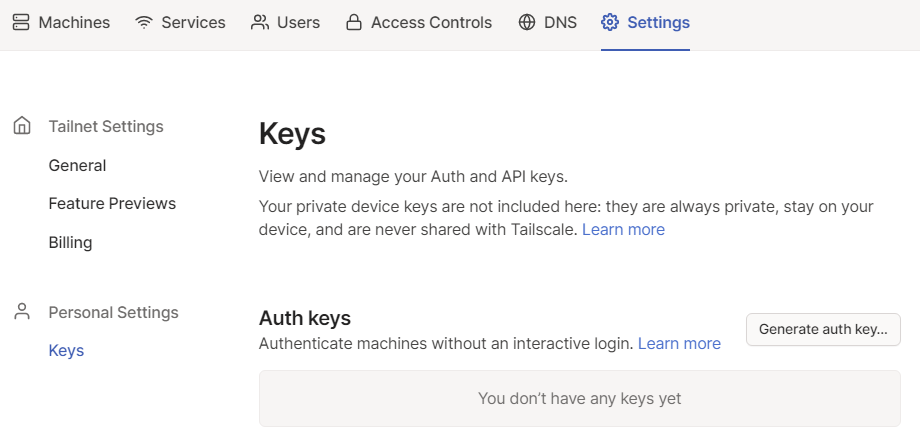 Machines Services Users Access Controls DNS Settings
Tailnet Settings
General
Feature Previews
Billing
Personal Settings
Keys
Keys
View and manage your Auth and API keys.
Your private device keys are not included here: they are always private, stay on your
device, and are never shared with Tailscale. Learn more
Auth keys
Authenticate machines without an interactive login. Learn more
Generate auth key...
You don’t have any keys yet